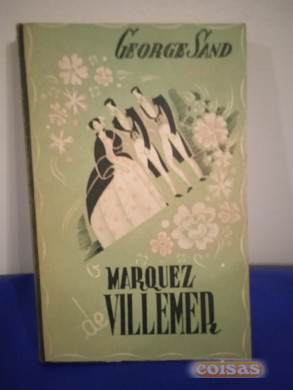 GEORGE SAND
O MARQUEZ
de VILLEMER
coisas